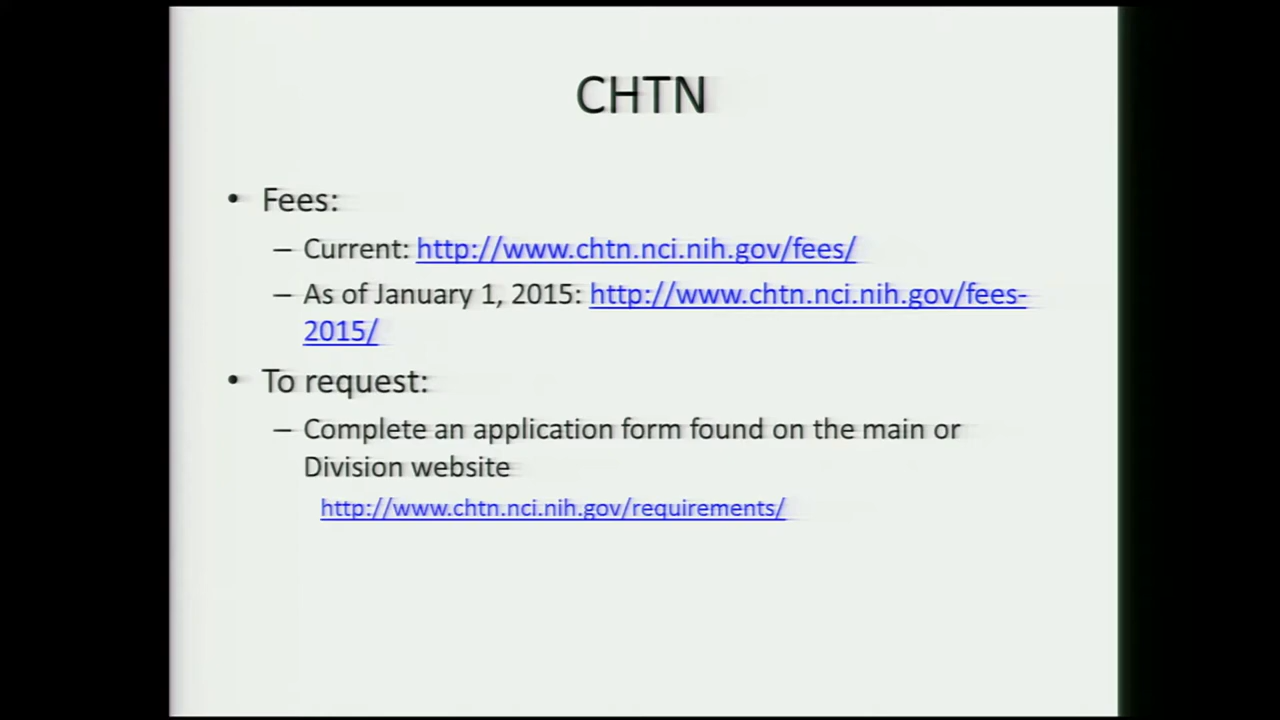 CHTN
• Fees:
– Current: http://www.chtn.nci.nih.gov/fees/
– As of January 1, 2015: http://www.chtn.nci.nih.gov/fees-
2015/
• To request:
– Complete an application form found on the main or
Division website
http://www.chtn.nci.nih.gov/requirements/